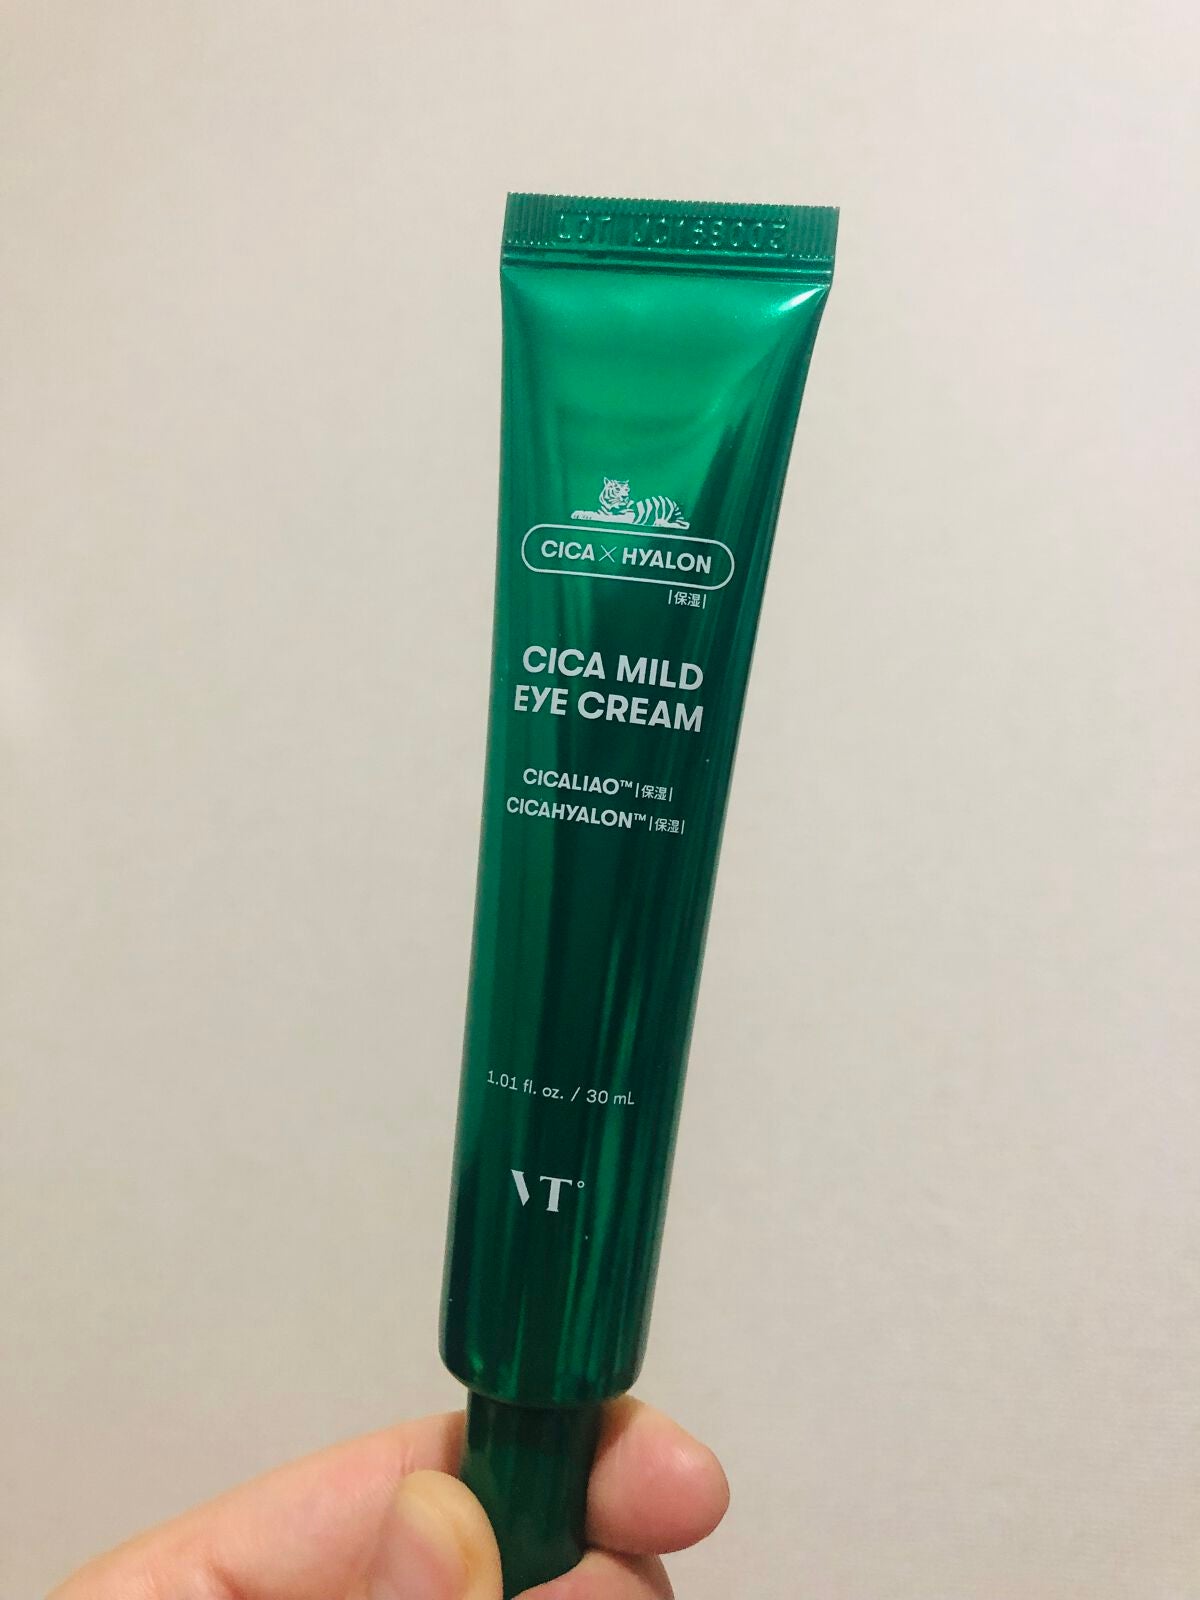 CICA × HYALON
|保湿|
CICA MILD
EYE CREAM
CICALIAO™|保湿|
CICAHYALON™|保湿|
1.01 fl. oz. / 30 mL
VT°